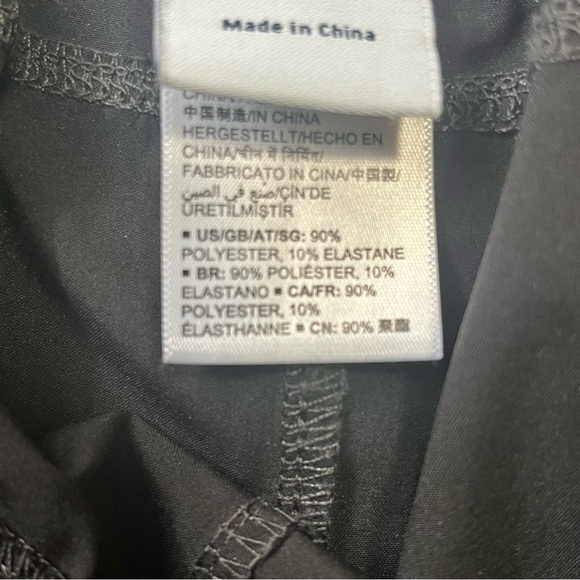 Made in China
中国制造/IN CHINA
HERGESTELLT/HECHO EN
CHINA/चीन में निर्मित/
FABBRICATO IN CINA/中国製/
صنع في الصين/ÇİN'DE
ÜRETİLMİŞTİR
▪ US/GB/AT/SG: 90%
POLYESTER, 10% ELASTANE
▪ BR: 90% POLIÉSTER, 10%
ELASTANO ▪ CA/FR: 90%
POLYESTER, 10%
ÉLASTHANNE ▪ CN: 90% 聚酯